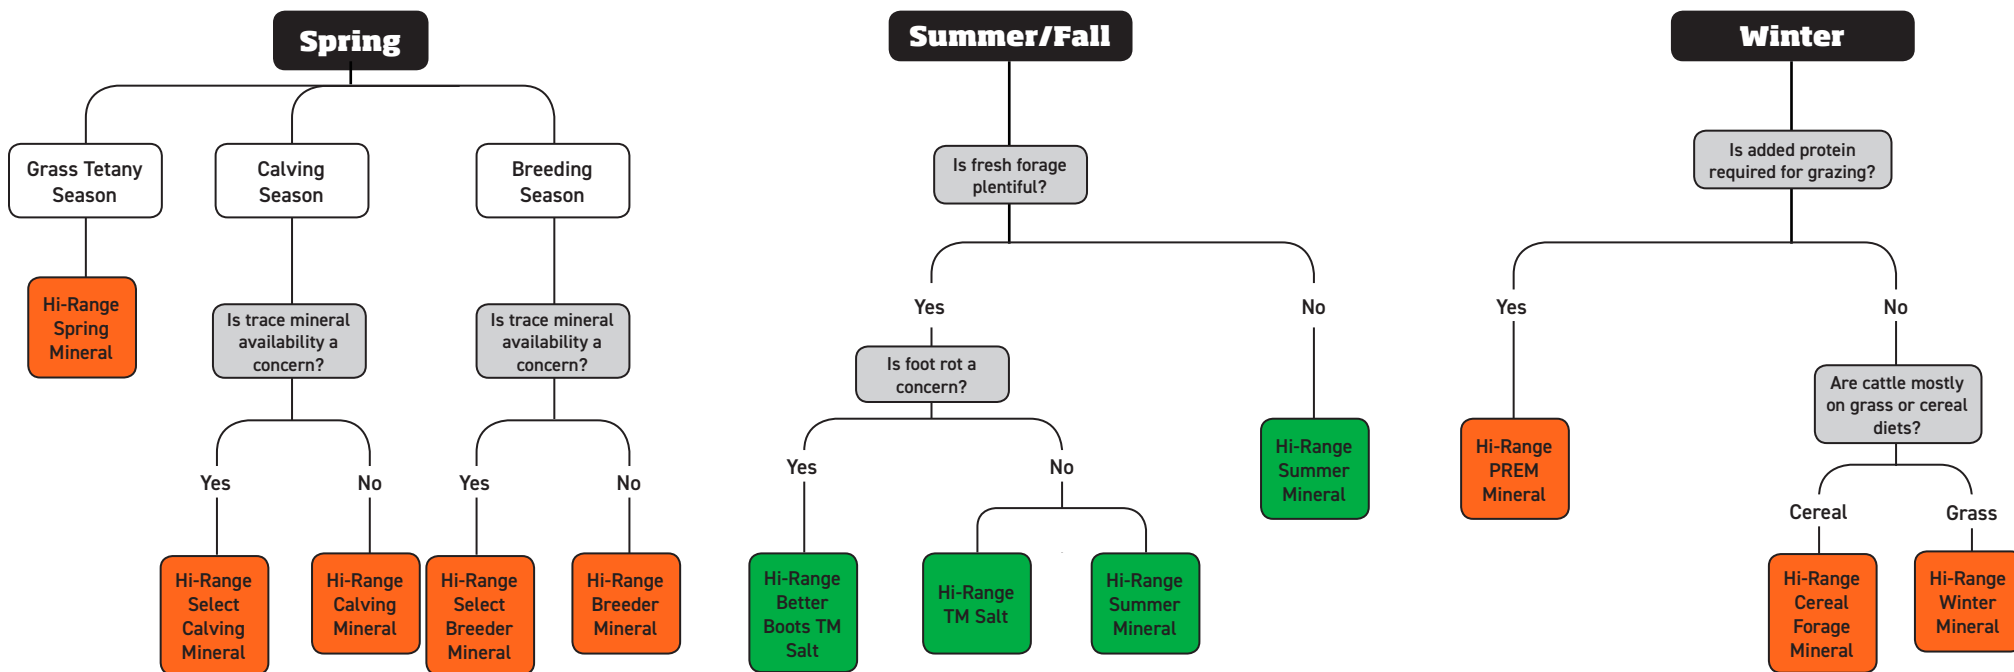 Spring
Grass Tetany
Season
Calving
Season
Breeding
Season
Hi-Range
Spring
Mineral
Is trace mineral
availability a
concern?
Is trace mineral
availability a
concern?
Yes
No
Yes
No
Hi-Range
Select
Calving
Mineral
Hi-Range
Calving
Mineral
Hi-Range
Select
Breeder
Mineral
Hi-Range
Breeder
Mineral
Summer/Fall
Is fresh forage
plentiful?
Yes
No
Is foot rot a
concern?
Yes
No
Hi-Range
Summer
Mineral
Hi-Range
Better
Boots TM
Salt
Hi-Range
TM Salt
Hi-Range
Summer
Mineral
Winter
Is added protein
required for grazing?
Yes
No
Hi-Range
PREM
Mineral
Are cattle mostly
on grass or cereal
diets?
Cereal
Grass
Hi-Range
Cereal
Forage
Mineral
Hi-Range
Winter
Mineral